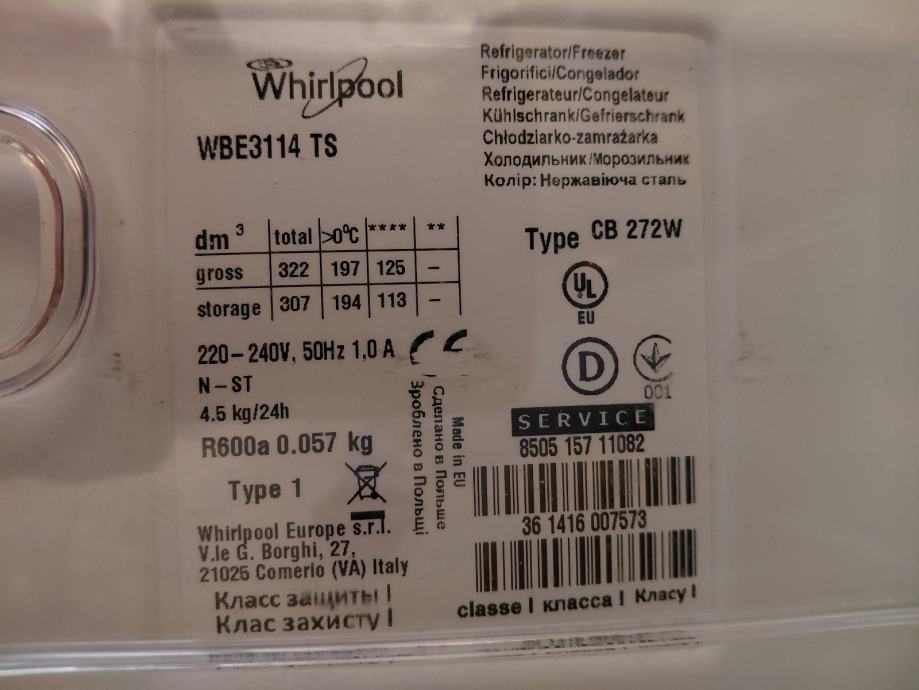 Whirlpool
WBE3114 TS
Refrigerator/Freezer
Frigorifici/Congelador
Refrigerateur/Congelateur
Kühlschrank/Gefrierschrank
Chłodziarko-zamrażarka
Холодильник/Морозильник
Колір: Нержавіюча сталь
dm³ total >0°C **** **
gross 322 197 125 –
storage 307 194 113 –
Type CB 272W
UL
EU
220-240V, 50Hz 1,0 A CE
N-ST
4.5 kg/24h
R600a 0.057 kg
Type 1
D
001
Made in EU
Сделано в Польше
Зроблено в Польщі
SERVICE
8505 157 11082
36 1416 007573
Whirlpool Europe s.r.l.
V.le G. Borghi, 27,
21025 Comerio (VA) Italy
Класс защиты I
Клас захисту I
classe I класса I Класу I